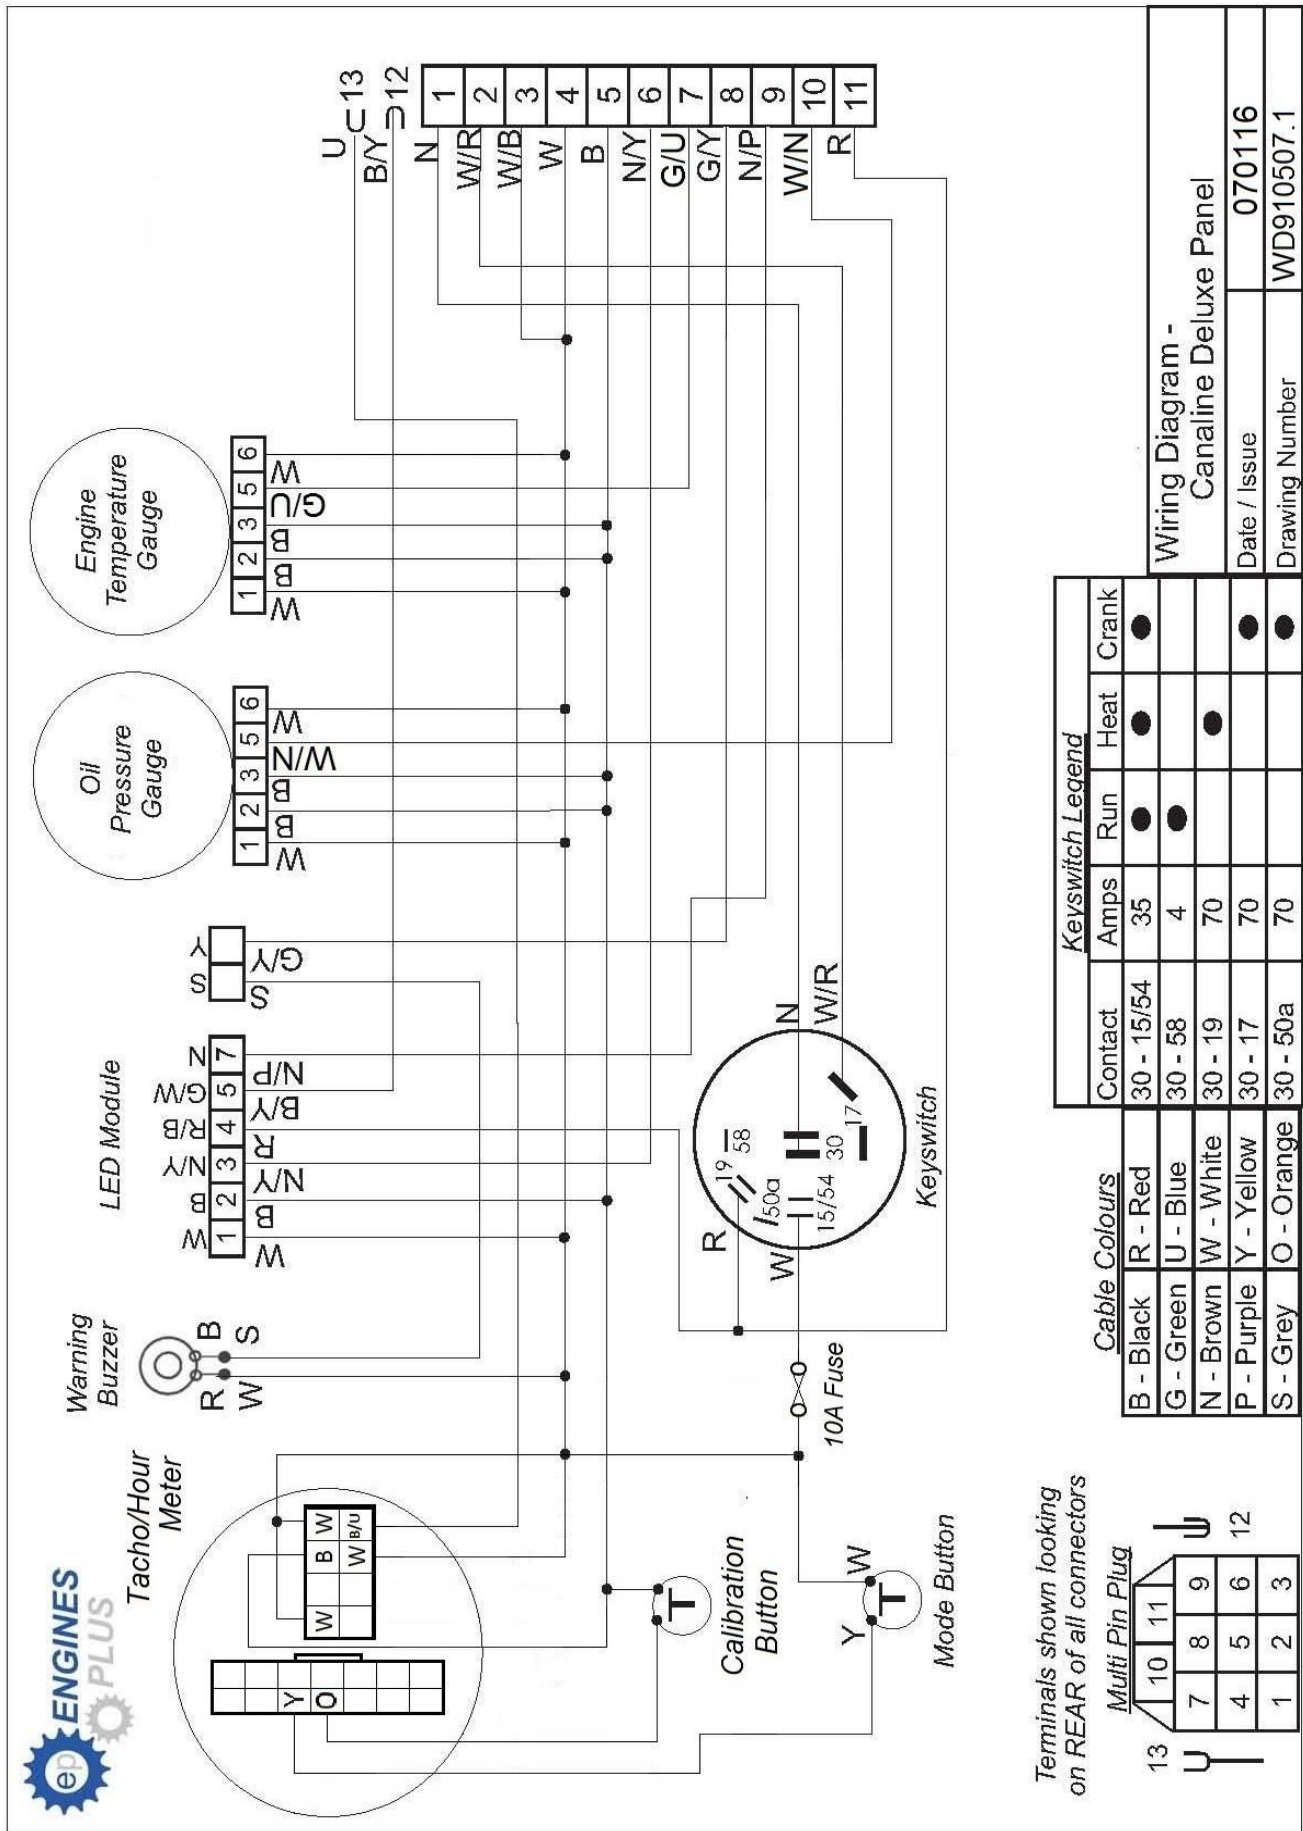 ep ENGINES
PLUS
Tacho/Hour
Meter
W
B
W
W
B/U
Y
O
Warning
Buzzer
R
B
W
S
LED Module
W
B
N/Y
R/B
G/W
N
1
2
3
4
5
7
W
B
N/Y
R
B/Y
N/P
S
Y
S
G/Y
Oil
Pressure
Gauge
1
2
3
5
6
W
B
B
W/N
W
Engine
Temperature
Gauge
1
2
3
5
6
W
B
B
G/U
W
U
13
B/Y
12
N
1
W/R
2
W/B
3
W
4
B
5
N/Y
6
G/U
7
G/Y
8
N/P
9
W/N
10
R
11
Calibration
Button
T
Mode Button
T
Y
W
10A Fuse
R
W
N
W/R
19
58
50a
30
17
15/54
Keyswitch
Terminals shown looking
on REAR of all connectors
Multi Pin Plug
13
10
11
12
7
8
9
4
5
6
1
2
3
Cable Colours
B - Black R - Red
G - Green U - Blue
N - Brown W - White
P - Purple Y - Yellow
S - Grey O - Orange
Keyswitch Legend
Contact Amps Run Heat Crank
30 - 15/54 35
30 - 58 4
30 - 19 70
30 - 17 70
30 - 50a 70
Wiring Diagram -
Canaline Deluxe Panel
Date / Issue 070116
Drawing Number WD910507.1